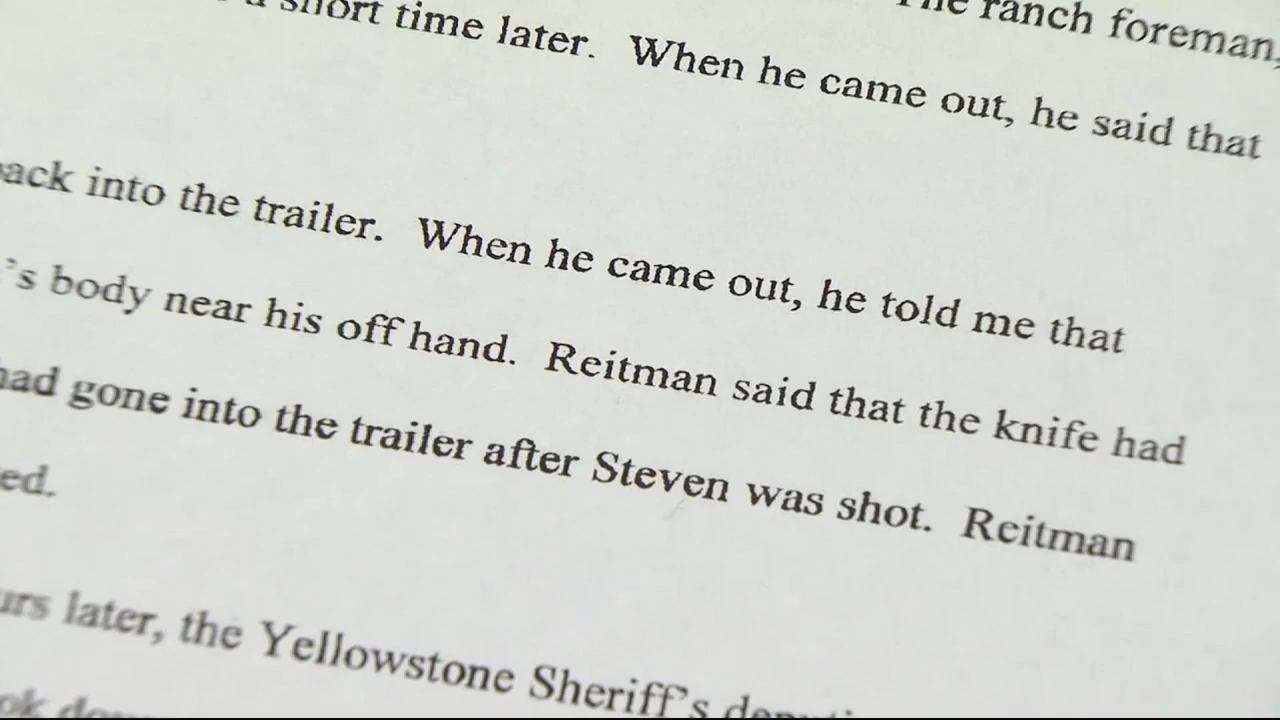 short time later. When he came out, he said that
The ranch foreman,
back into the trailer. When he came out, he told me that
's body near his off hand. Reitman said that the knife had
had gone into the trailer after Steven was shot. Reitman
ed.
urs later, the Yellowstone Sheriff's